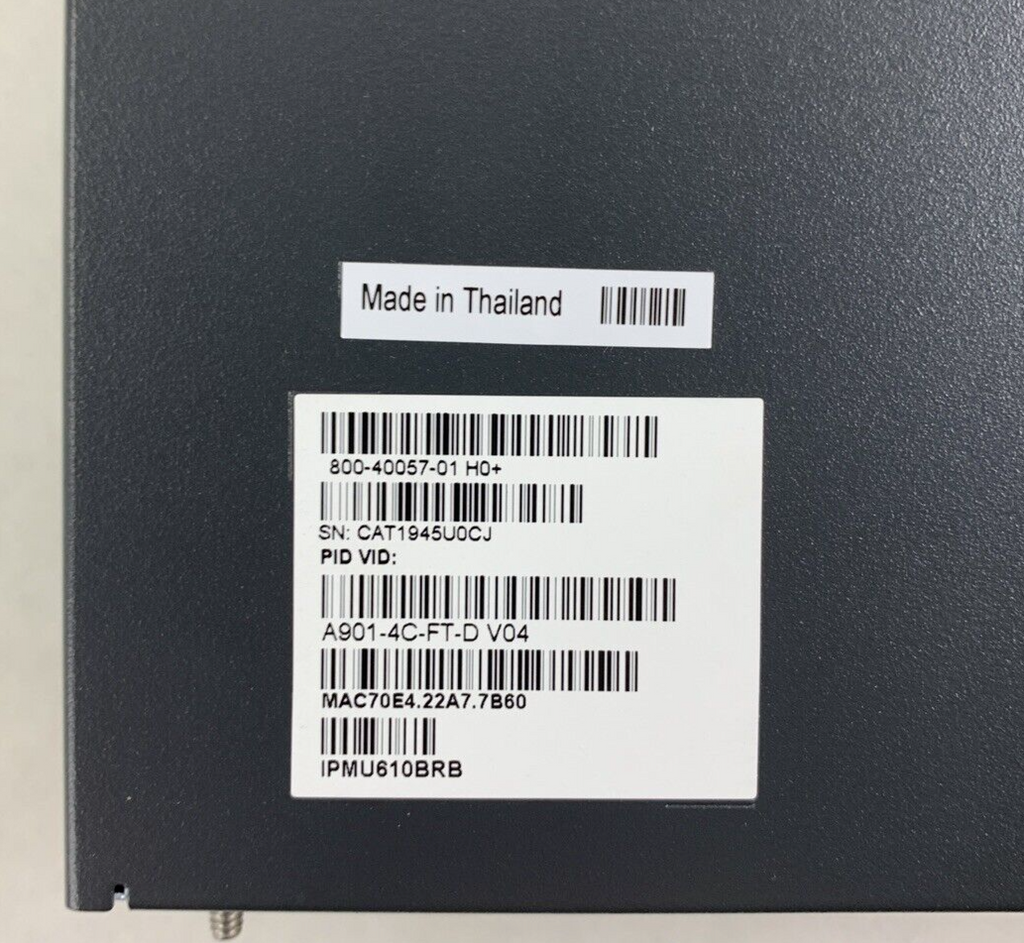 Made in Thailand
800-40057-01 H0+
SN: CAT1945U0CJ
PID VID:
A901-4C-FT-D V04
MAC70E4.22A7.7B60
IPMU610BRB